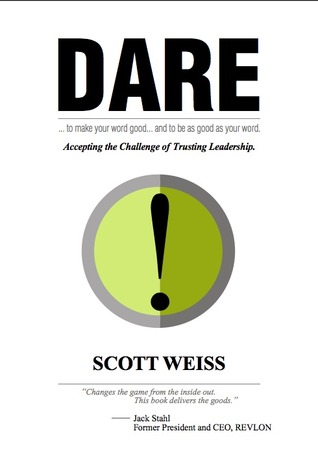 DARE
... to make your word good... and to be as good as your word.
Accepting the Challenge of Trusting Leadership.
!
SCOTT WEISS
"Changes the game from the inside out.
This book delivers the goods."
—— Jack Stahl
Former President and CEO, REVLON